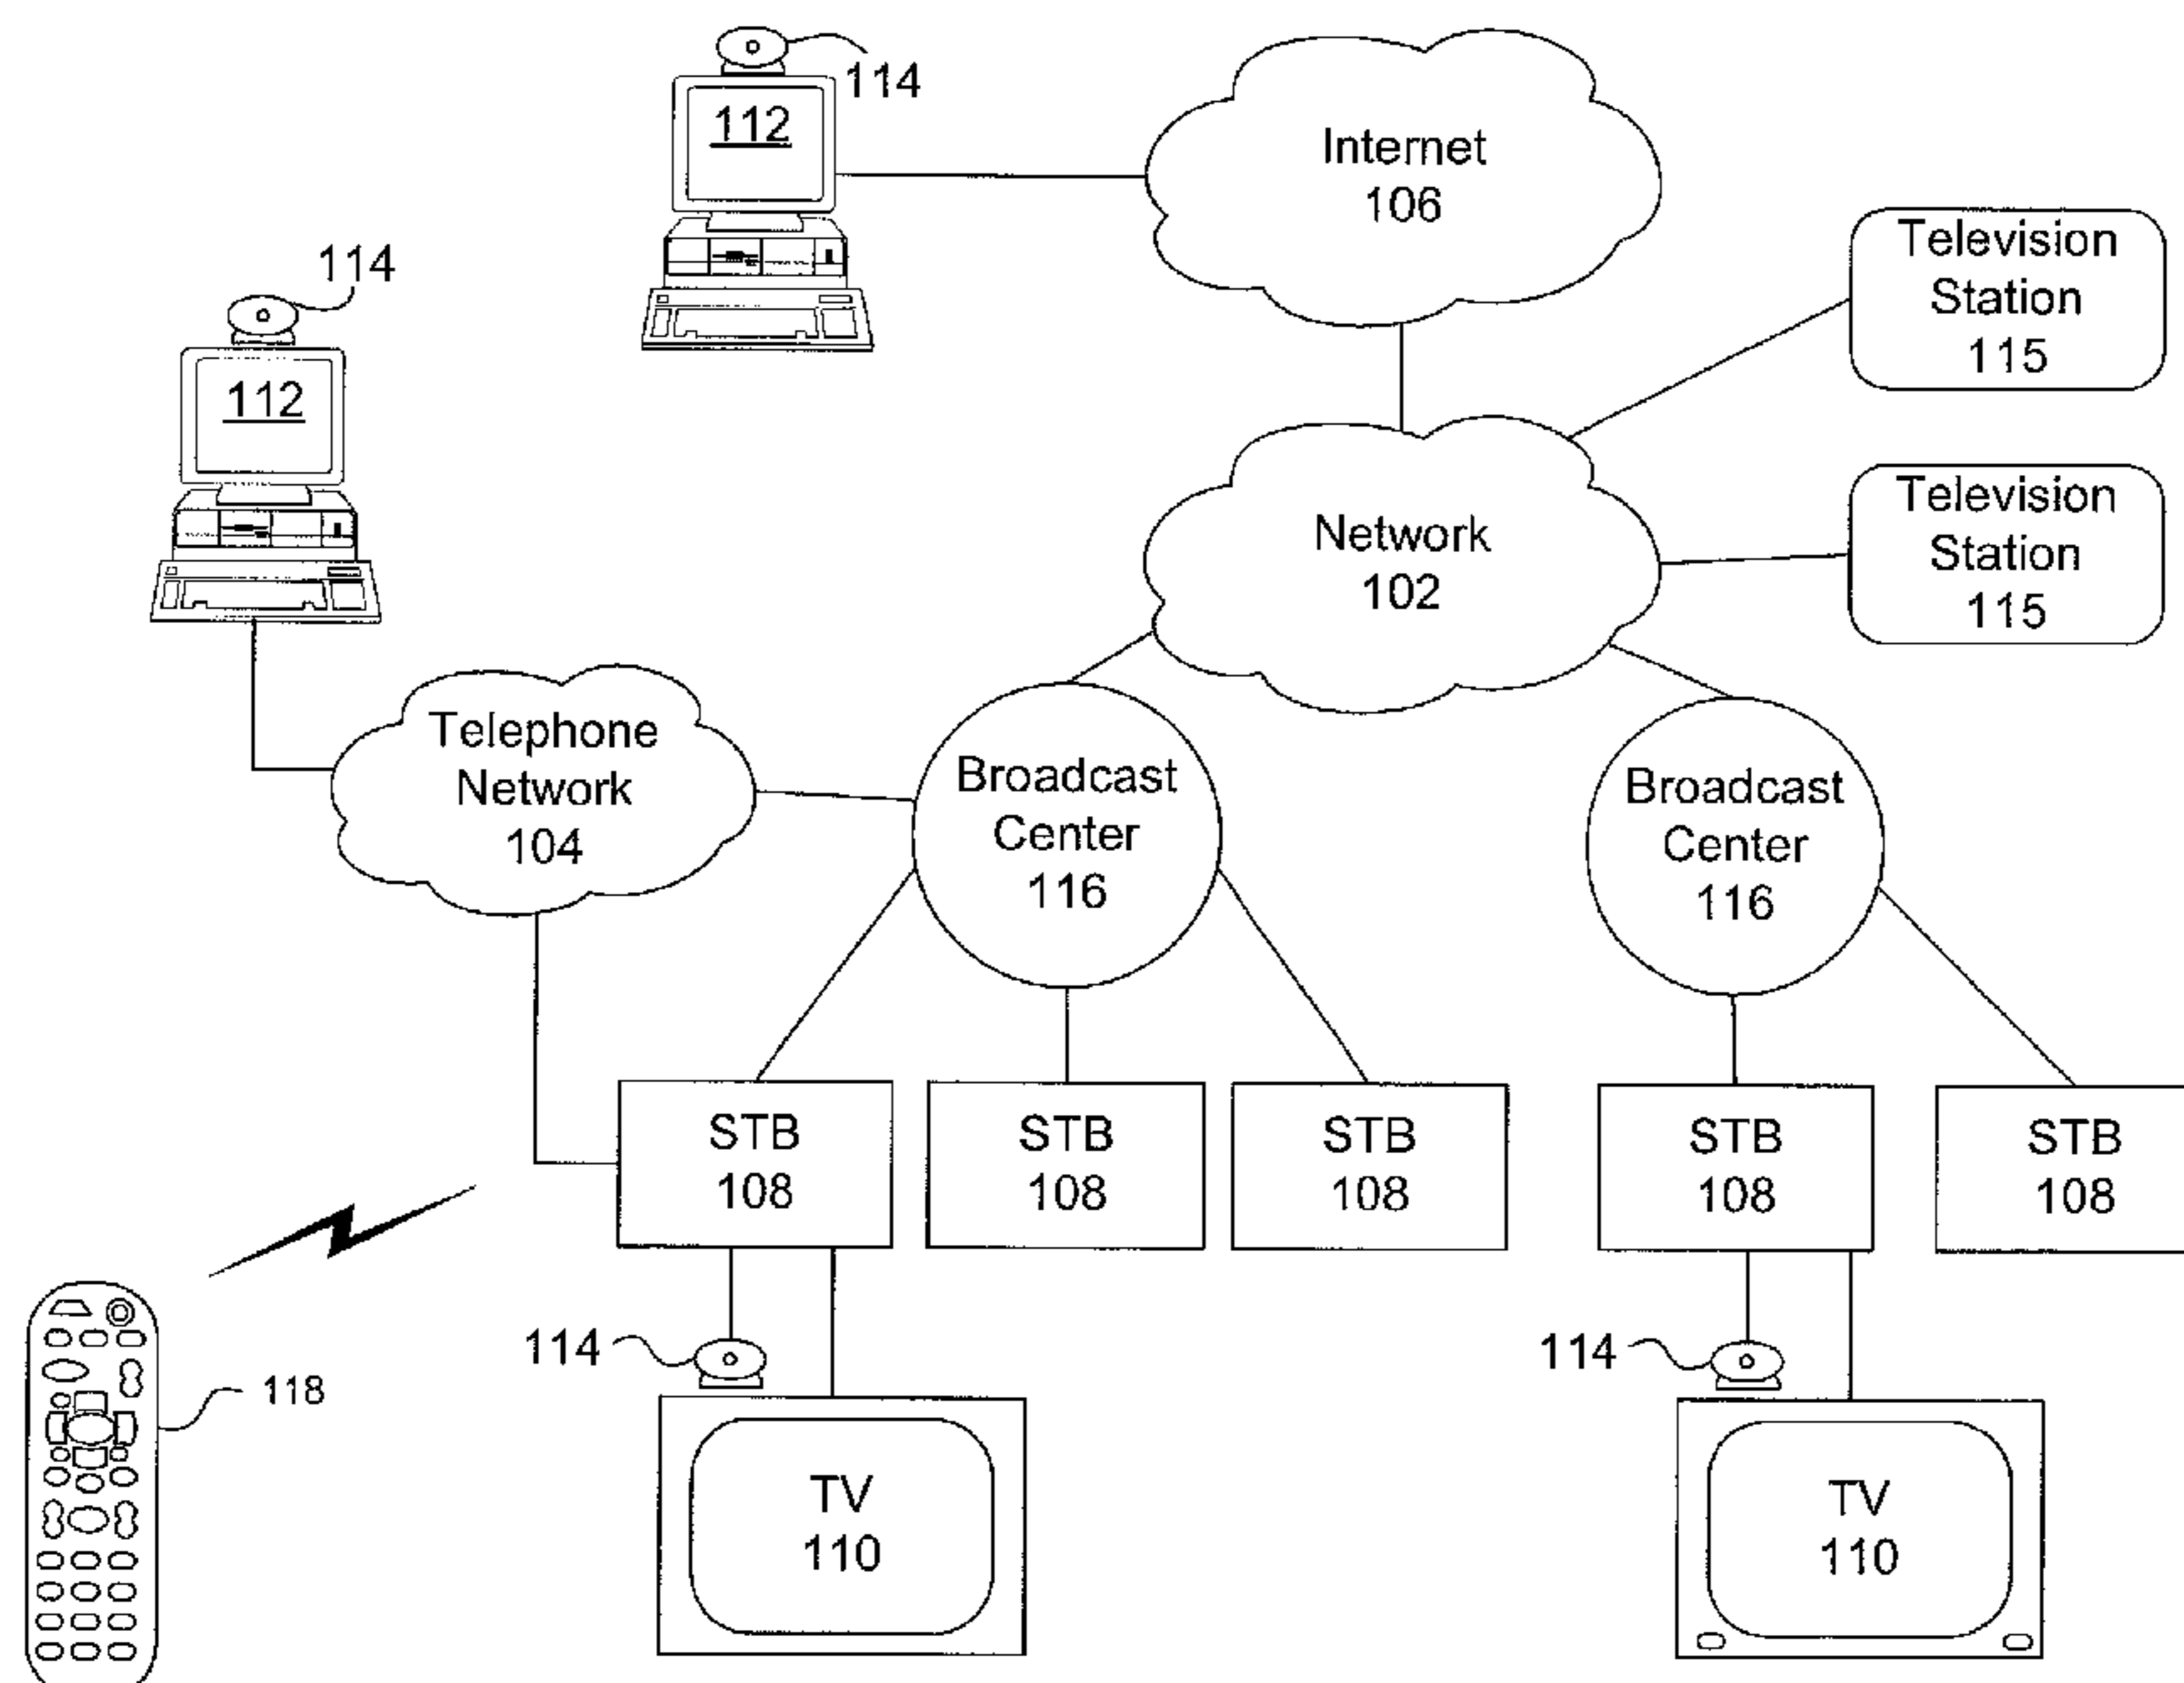 114
112
Internet
106
Television
Station
115
114
112
Network
102
Television
Station
115
Telephone
Network
104
Broadcast
Center
116
Broadcast
Center
116
STB
108
STB
108
STB
108
STB
108
STB
108
114
114
118
TV
110
TV
110